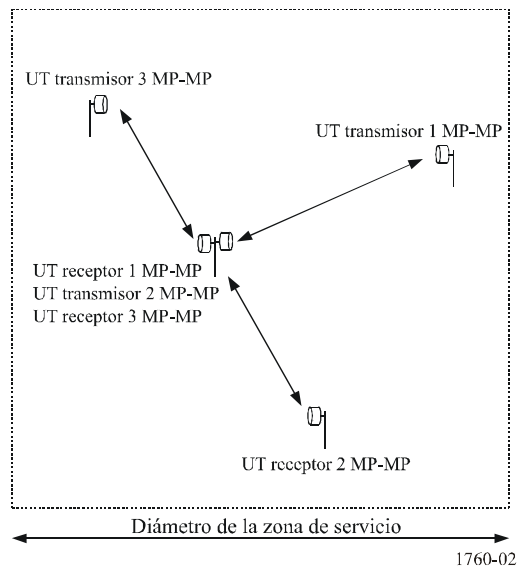 UT transmisor 3 MP-MP
UT transmisor 1 MP-MP
UT receptor 1 MP-MP
UT transmisor 2 MP-MP
UT receptor 3 MP-MP
UT receptor 2 MP-MP
Diámetro de la zona de servicio
1760-02